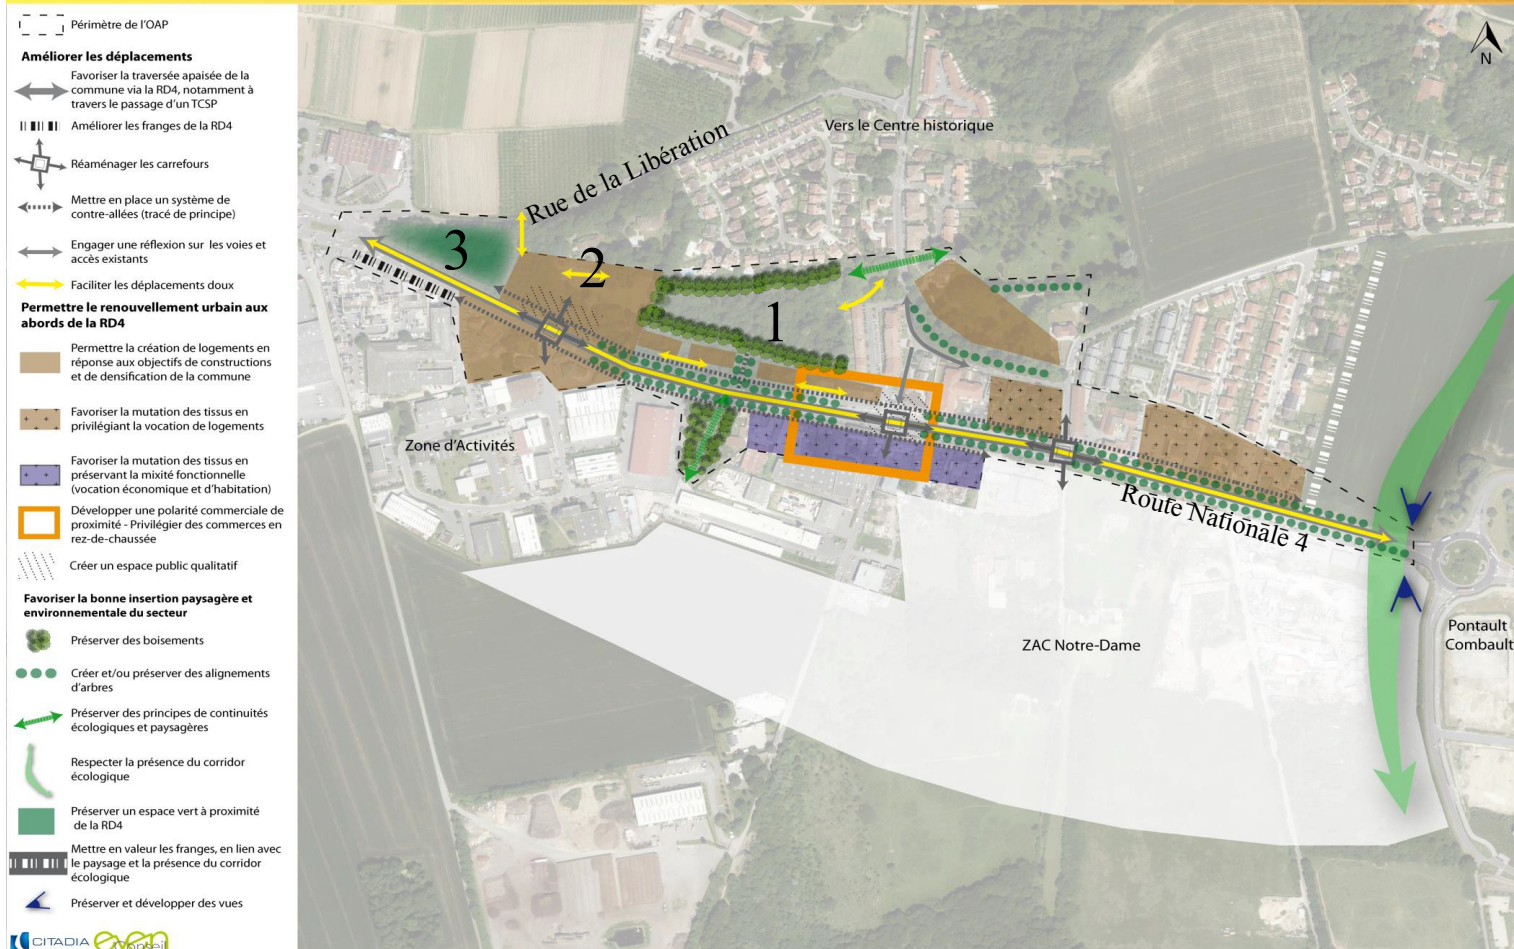 Périmètre de l'OAP
Améliorer les déplacements
Favoriser la traversée apaisée de la
commune via la RD4, notamment à
travers le passage d'un TCSP
Améliorer les franges de la RD4
Réaménager les carrefours
Mettre en place un système de
contre-allées (tracé de principe)
Engager une réflexion sur les voies et
accès existants
Faciliter les déplacements doux
Permettre le renouvellement urbain aux
abords de la RD4
Permettre la création de logements en
réponse aux objectifs de constructions
et de densification de la commune
Favoriser la mutation des tissus en
privilégiant la vocation de logements
Favoriser la mutation des tissus en
préservant la mixité fonctionnelle
(vocation économique et d'habitation)
Développer une polarité commerciale de
proximité - Privilégier des commerces en
rez-de-chaussée
Créer un espace public qualitatif
Favoriser la bonne insertion paysagère et
environnementale du secteur
Préserver des boisements
Créer et/ou préserver des alignements
d'arbres
Préserver des principes de continuités
écologiques et paysagères
Respecter la présence du corridor
écologique
Préserver un espace vert à proximité
de la RD4
Mettre en valeur les franges, en lien avec
le paysage et la présence du corridor
écologique
Préserver et développer des vues
CITADIA even
Conseil
N
Vers le Centre historique
Rue de la Libération
3
2
1
Zone d'Activités
Route Nationale 4
ZAC Notre-Dame
Pontault
Combault